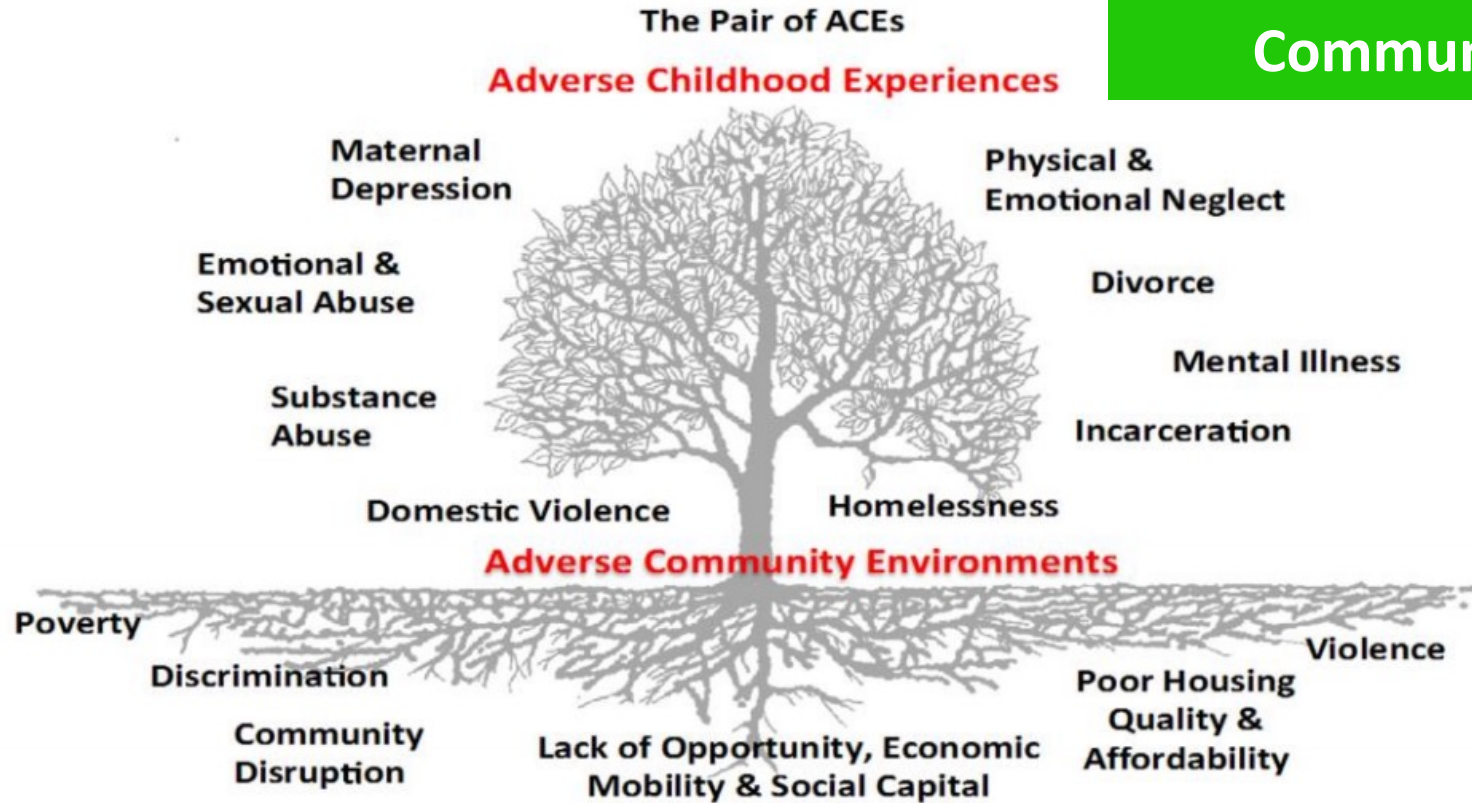 The Pair of ACEs
Adverse Childhood Experiences
Commun
Maternal
Depression
Physical &
Emotional Neglect
Emotional &
Sexual Abuse
Divorce
Mental Illness
Substance
Abuse
Incarceration
Domestic Violence
Homelessness
Adverse Community Environments
Poverty
Violence
Discrimination
Poor Housing
Quality &
Affordability
Community
Disruption
Lack of Opportunity, Economic
Mobility & Social Capital